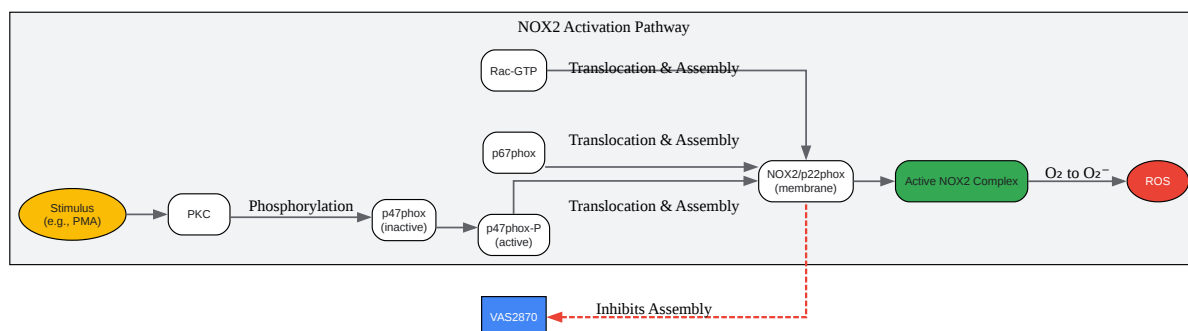 NOX2 Activation Pathway
Rac-GTP
Translocation & Assembly
p67phox
Translocation & Assembly
NOX2/p22phox
(membrane)
Active NOX2 Complex
O₂ to O₂⁻
ROS
Stimulus
(e.g., PMA)
PKC
Phosphorylation
p47phox
(inactive)
p47phox-P
(active)
Translocation & Assembly
VAS2870
Inhibits Assembly